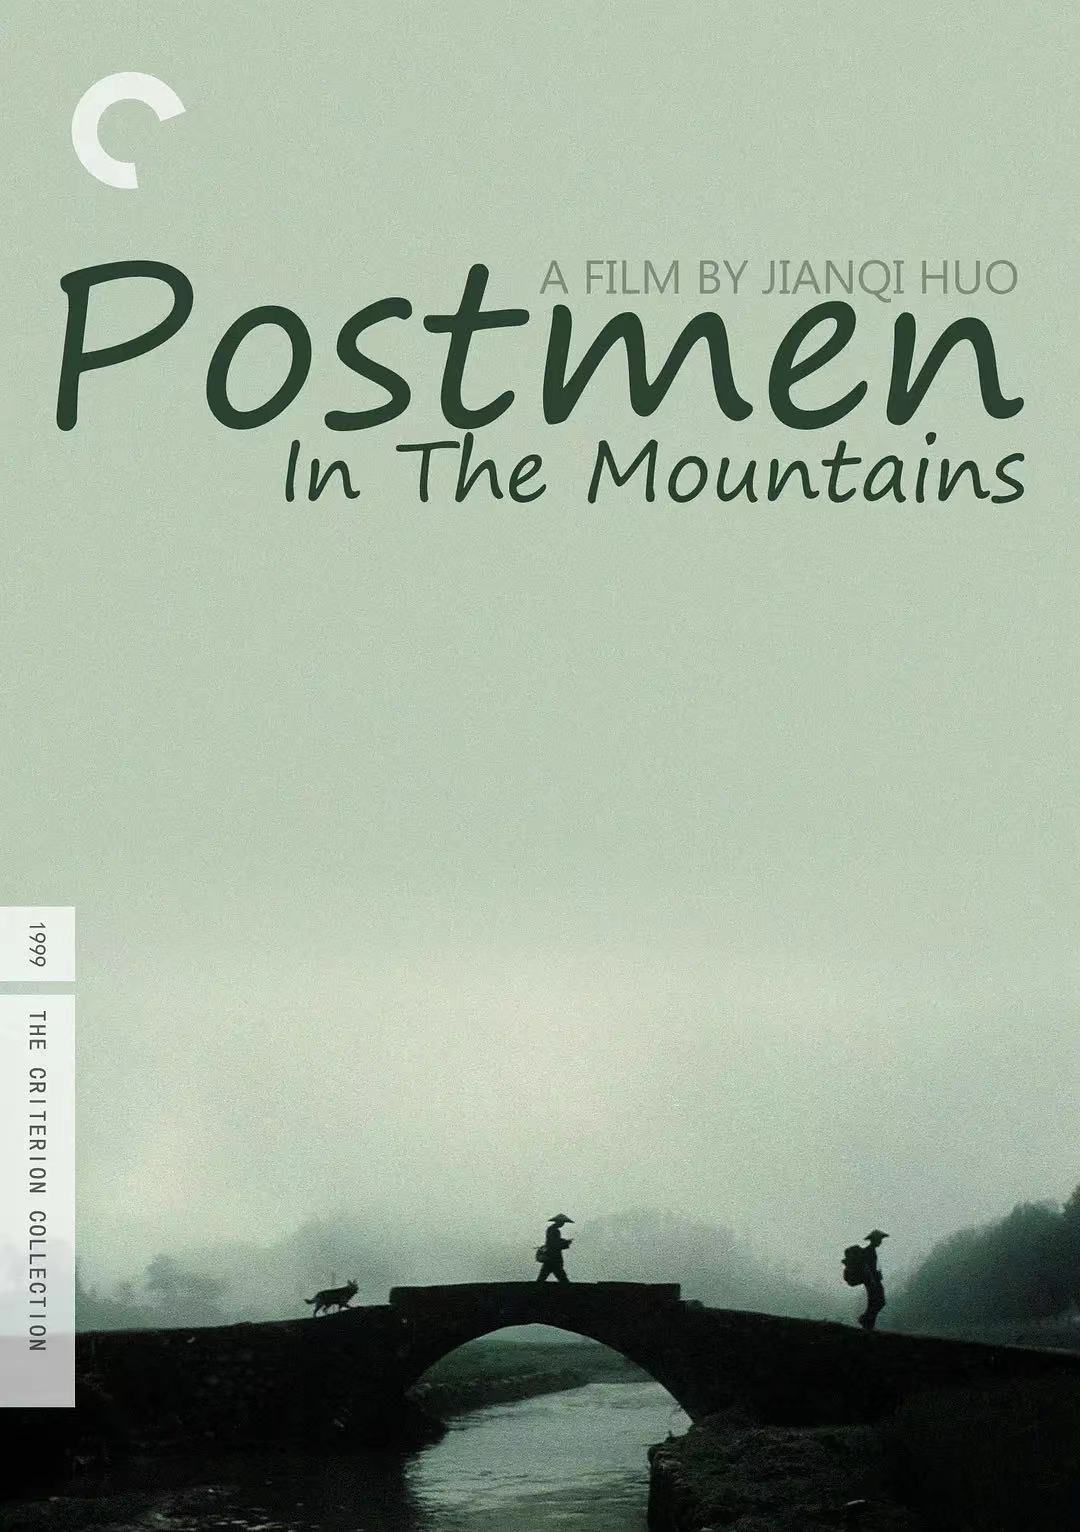 A FILM BY JIANQI HUO
Postmen
In The Mountains
1999
THE CRITERION COLLECTION